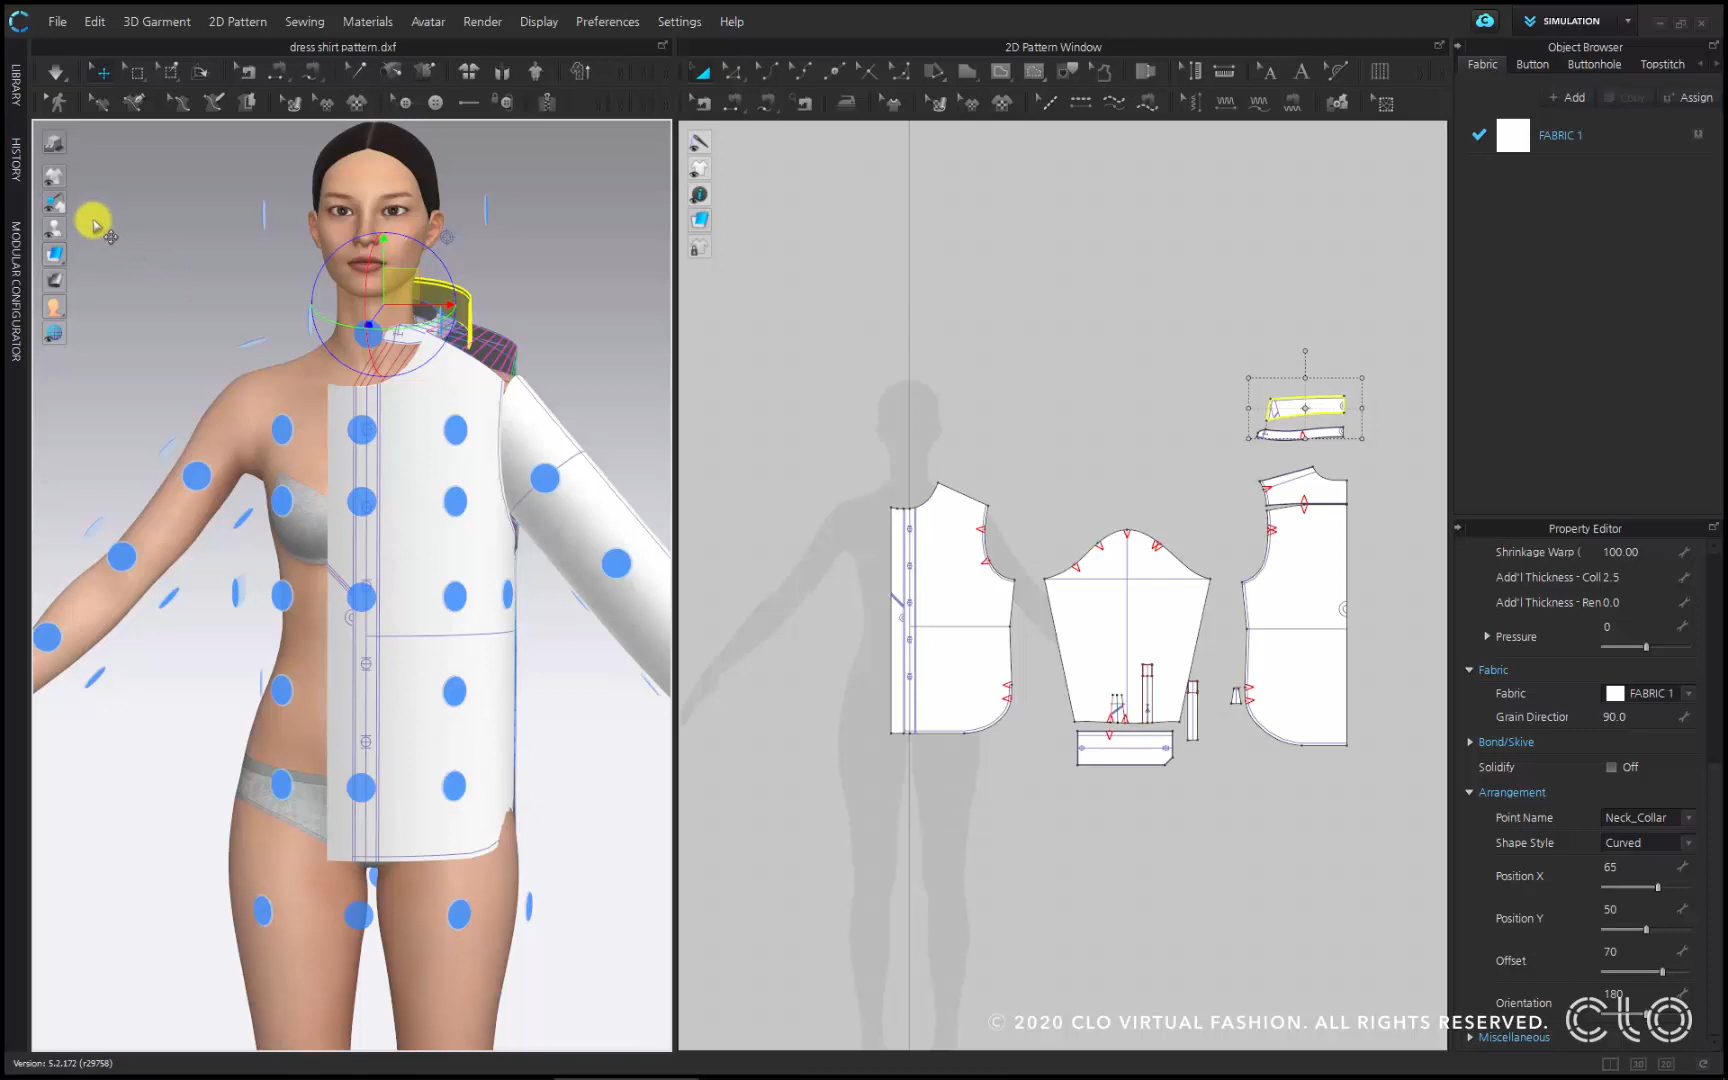 File Edit 3D Garment 2D Pattern Sewing Materials Avatar Render Display Preferences Settings Help
SIMULATION
dress shirt pattern.dxf
2D Pattern Window
Object Browser
Fabric Button Buttonhole Topstitch
+ Add Copy Assign
FABRIC 1
LIBRARY
HISTORY
MODULAR CONFIGURATOR
Property Editor
Shrinkage Warp ( 100.00
Add'l Thickness - Coll 2.5
Add'l Thickness - Ren 0.0
Pressure 0
Fabric
Fabric FABRIC 1
Grain Direction 90.0
Bond/Skive
Solidify Off
Arrangement
Point Name Neck_Collar
Shape Style Curved
Position X 65
Position Y 50
Offset 70
Orientation 180
© 2020 CLO VIRTUAL FASHION. ALL RIGHTS RESERVED. CLO
Miscellaneous
Version: 5.2.172 (r29758)
3D 2D